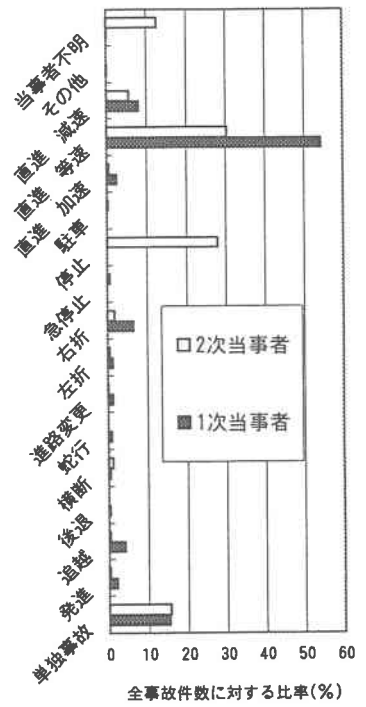 当事者不明
その他
直進 減速
直進 等速
直進 加速
駐車
停止
急停止
右折
左折
進路変更
蛇行
横断
後退
追越
発進
単独事故
□2次当事者
■1次当事者
0 10 20 30 40 50 60
全事故件数に対する比率(%)